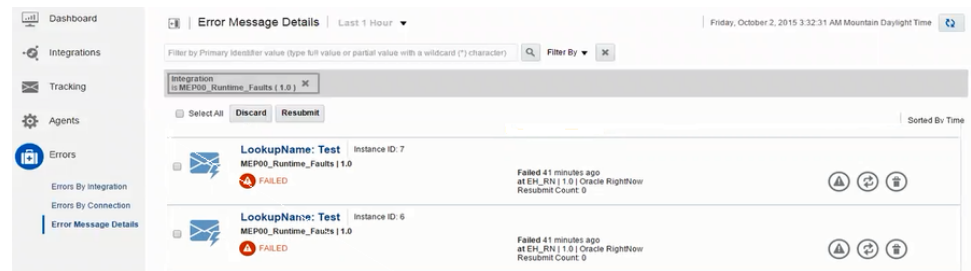 Dashboard
Integrations
Tracking
Agents
Errors
Errors By Integration
Errors By Connection
Error Message Details
Error Message Details Last 1 Hour
Friday, October 2, 2015 3:32:31 AM Mountain Daylight Time
Filter by Primary Identifier value (type full value or partial value with a wildcard (*) character)
Filter By
Integration
is MEP00_Runtime_Faults ( 1.0 )
Select All Discard Resubmit
Sorted By Time
LookupName: Test Instance ID: 7
MEP00_Runtime_Faults | 1.0
FAILED
Failed 41 minutes ago
at EH_RN | 1.0 | Oracle RightNow
Resubmit Count: 0
LookupName: Test Instance ID: 6
MEP00_Runtime_Faults | 1.0
FAILED
Failed 41 minutes ago
at EH_RN | 1.0 | Oracle RightNow
Resubmit Count: 0